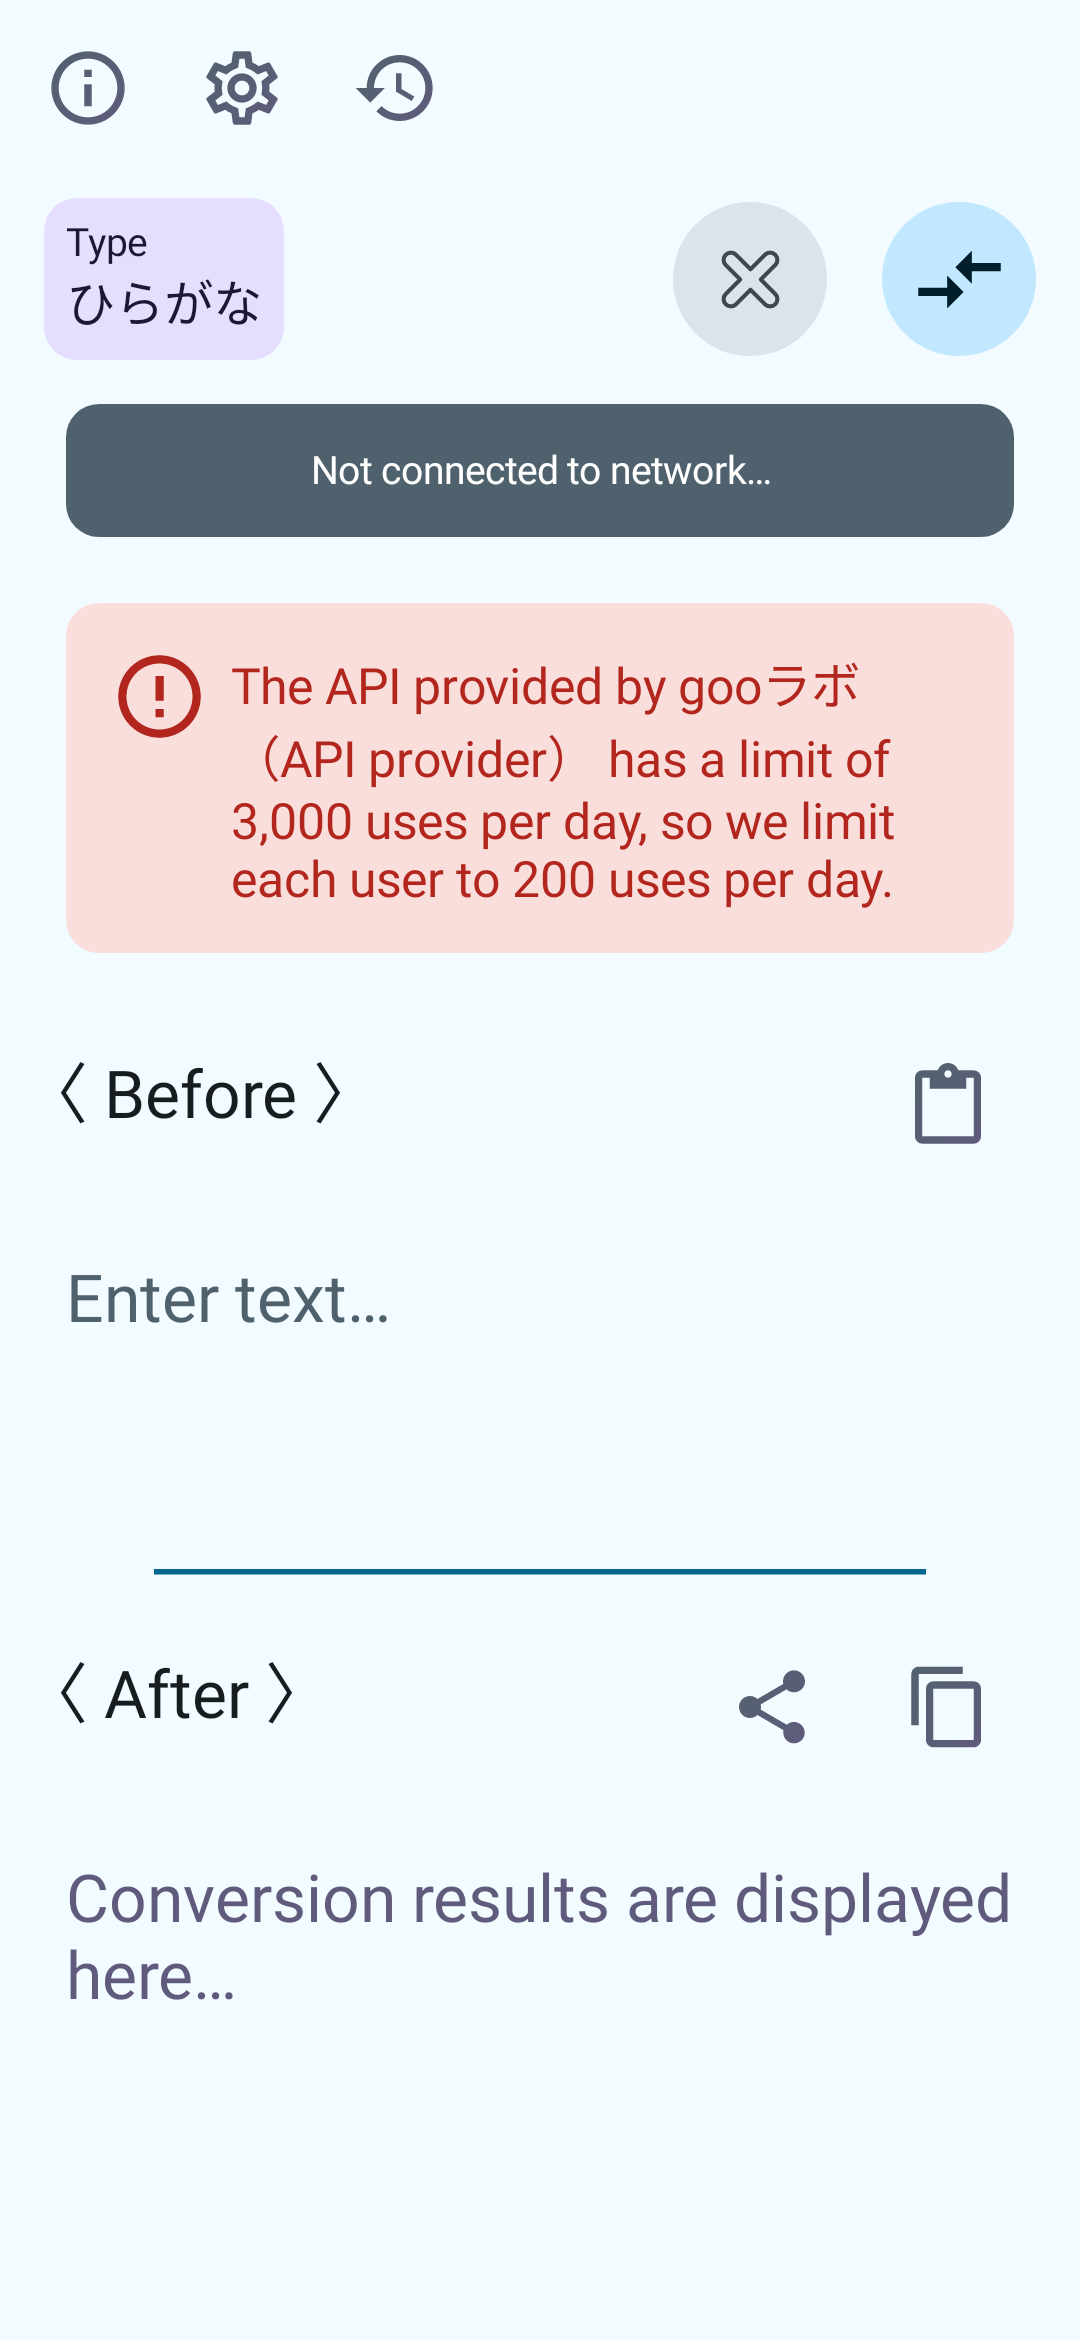 Type
ひらがな
Not connected to network…
The API provided by gooラボ
（API provider） has a limit of
3,000 uses per day, so we limit
each user to 200 uses per day.
〈 Before 〉
Enter text…
〈 After 〉
Conversion results are displayed
here…